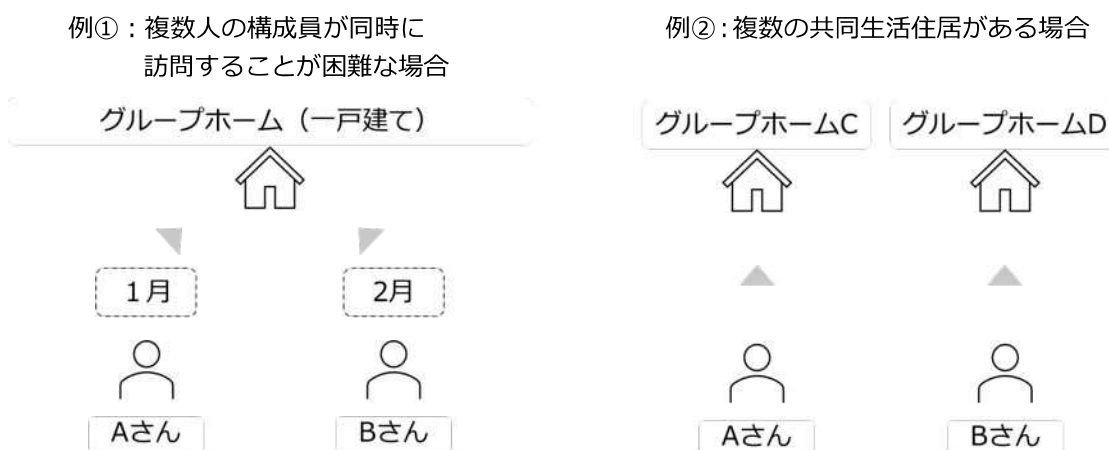 例①：複数人の構成員が同時に
訪問することが困難な場合
グループホーム（一戸建て）
１月
2月
Aさん
Bさん
例②：複数の共同生活住居がある場合
グループホームC
グループホームD
Aさん
Bさん